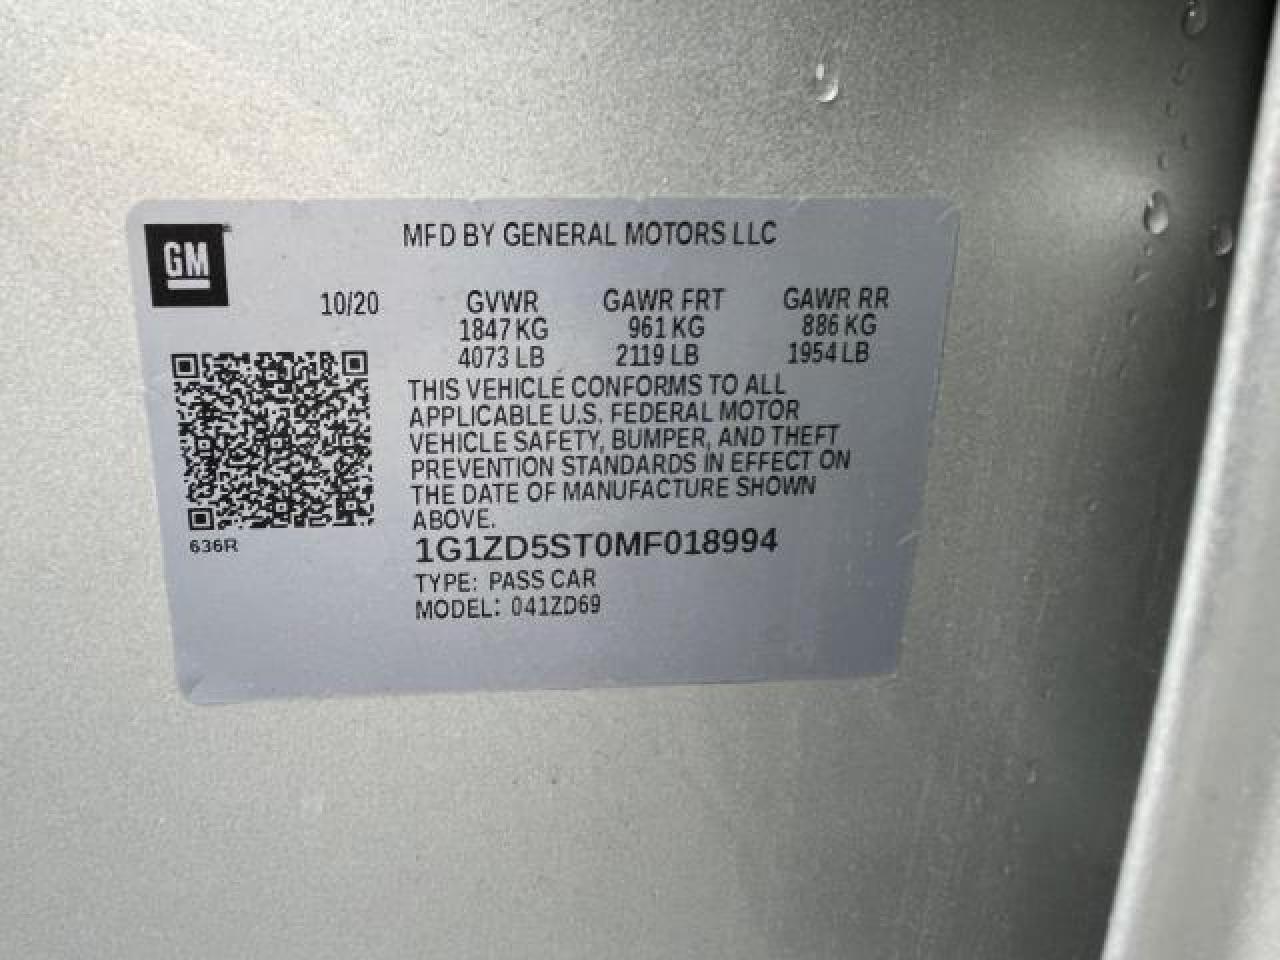 GM
MFD BY GENERAL MOTORS LLC
10/20 GVWR GAWR FRT GAWR RR
1847 KG 961 KG 886 KG
4073 LB 2119 LB 1954 LB
THIS VEHICLE CONFORMS TO ALL
APPLICABLE U.S. FEDERAL MOTOR
VEHICLE SAFETY, BUMPER, AND THEFT
PREVENTION STANDARDS IN EFFECT ON
THE DATE OF MANUFACTURE SHOWN
ABOVE.
636R
1G1ZD5ST0MF018994
TYPE: PASS CAR
MODEL: 041ZD69